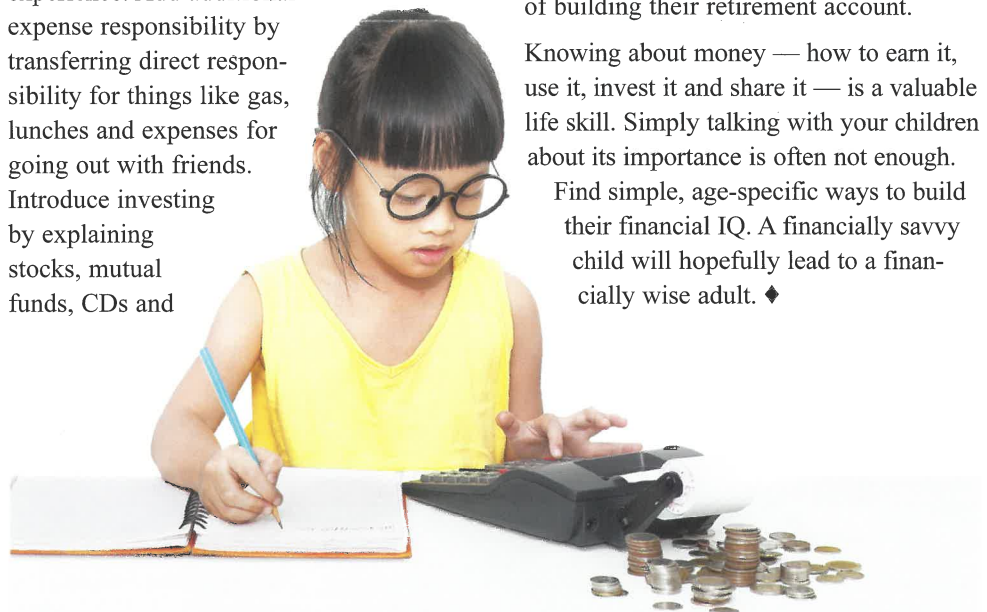 expense responsibility by
transferring direct respon-
sibility for things like gas,
lunches and expenses for
going out with friends.
Introduce investing
by explaining
stocks, mutual
funds, CDs and
of building their retirement account.
Knowing about money — how to earn it,
use it, invest it and share it — is a valuable
life skill. Simply talking with your children
about its importance is often not enough.
Find simple, age-specific ways to build
their financial IQ. A financially savvy
child will hopefully lead to a finan-
cially wise adult. ♦